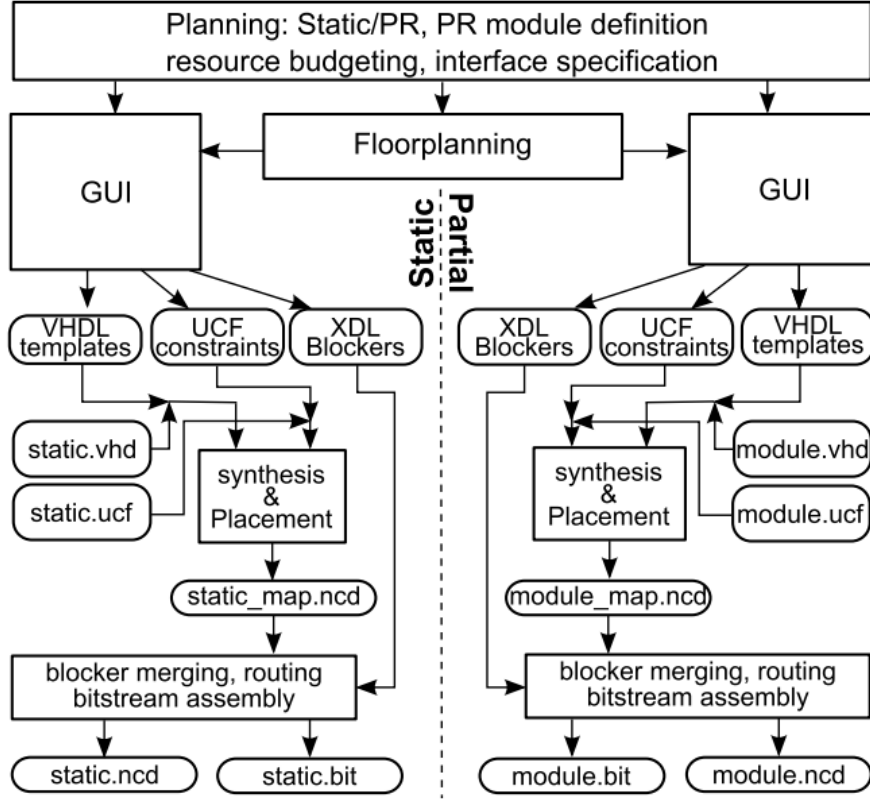 Planning: Static/PR, PR module definition
resource budgeting, interface specification
GUI
Floorplanning
GUI
Static
Partial
VHDL
templates
UCF
constraints
XDL
Blockers
XDL
Blockers
UCF
constraints
VHDL
templates
static.vhd
static.ucf
synthesis
&
Placement
synthesis
&
Placement
module.vhd
module.ucf
static_map.ncd
module_map.ncd
blocker merging, routing
bitstream assembly
blocker merging, routing
bitstream assembly
static.ncd
static.bit
module.bit
module.ncd